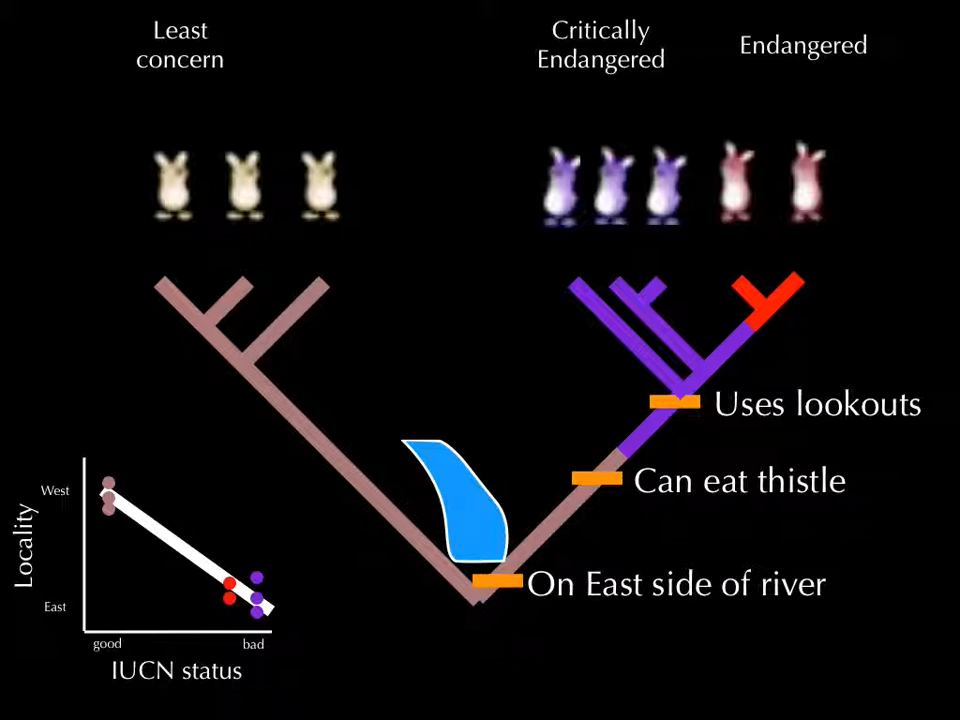 Least
concern
Critically
Endangered
Endangered
Uses lookouts
Can eat thistle
On East side of river
West
Locality
East
good
bad
IUCN status